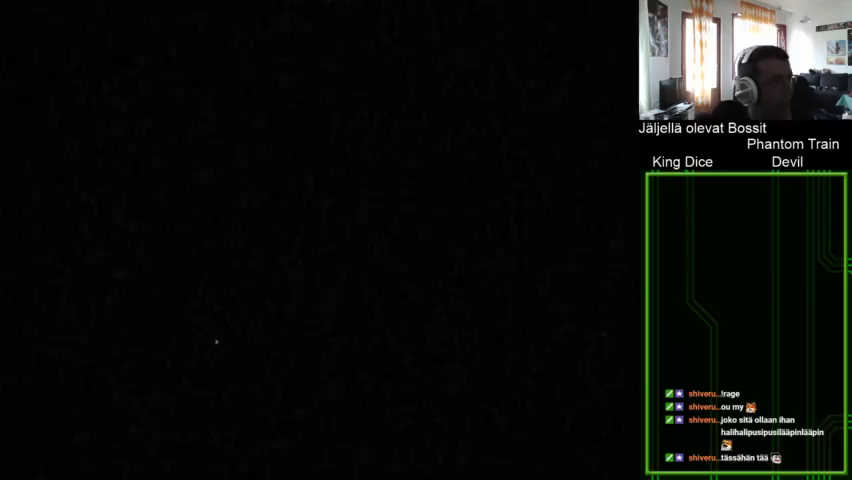 Jäljellä olevat Bossit
Phantom Train
King Dice
Devil
shiveru...!rage
shiveru...ou my
shiveru...joko sitä ollaan ihan
halihalipusipusilääpinlääpin
shiveru...tässähän tää